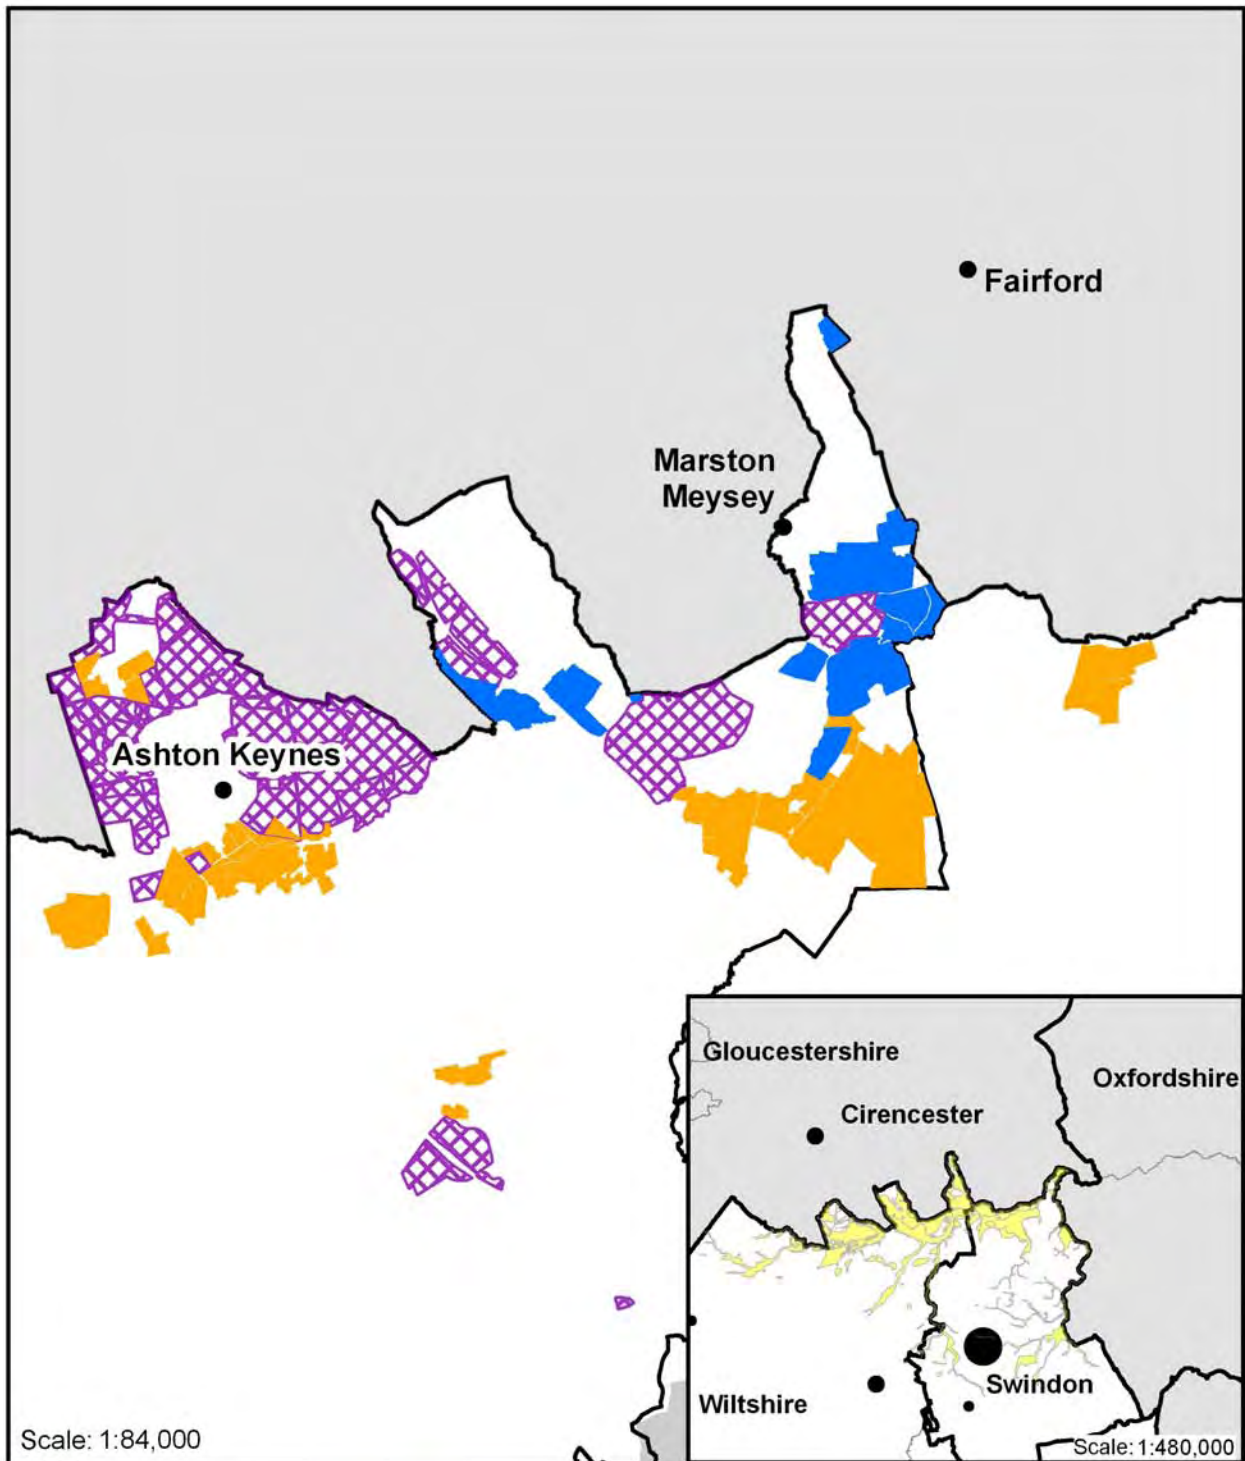 Fairford
Marston
Meysey
Ashton Keynes
Gloucestershire
Oxfordshire
Cirencester
Swindon
Wiltshire
Scale: 1:84,000
Scale: 1:480,000